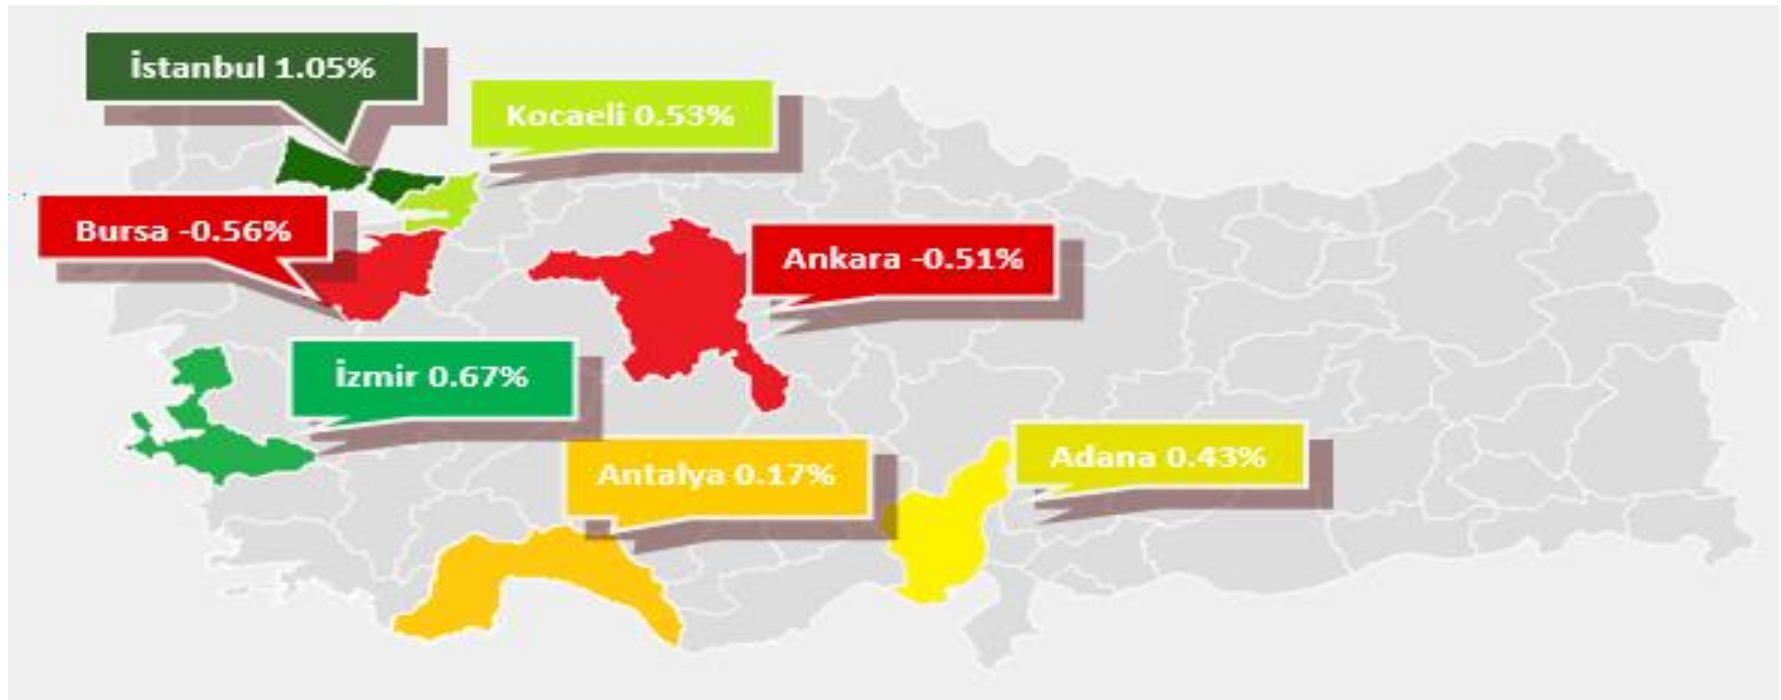 İstanbul 1.05%
Kocaeli 0.53%
Bursa -0.56%
Ankara -0.51%
İzmir 0.67%
Antalya 0.17%
Adana 0.43%